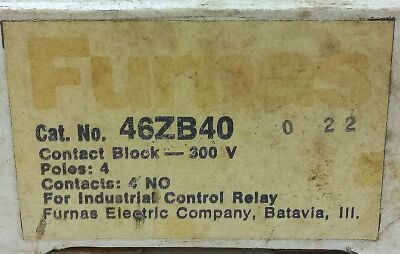 Furnas
Cat. No. 46ZB40 0 22
Contact Block — 300 V
Poles: 4
Contacts: 4 NO
For Industrial Control Relay
Furnas Electric Company, Batavia, Ill.